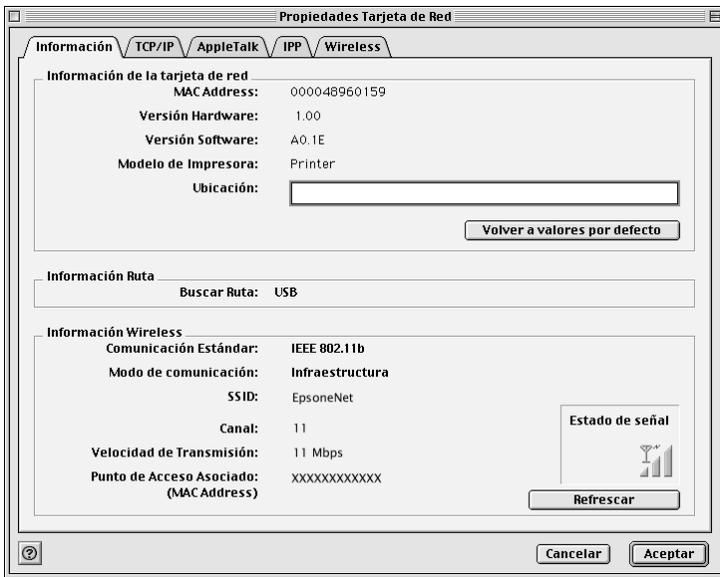 Propiedades Tarjeta de Red
Información TCP/IP AppleTalk IPP Wireless
Información de la tarjeta de red
MAC Address: 000048960159
Versión Hardware: 1.00
Versión Software: A0.1E
Modelo de Impresora: Printer
Ubicación:
Volver a valores por defecto
Información Ruta
Buscar Ruta: USB
Información Wireless
Comunicación Estándar: IEEE 802.11b
Modo de comunicación: Infraestructura
SSID: EpsoneNet
Canal: 11
Velocidad de Transmisión: 11 Mbps
Punto de Acceso Asociado: XXXXXXXXXXXX
(MAC Address)
Estado de señal
Refrescar
?
Cancelar Aceptar